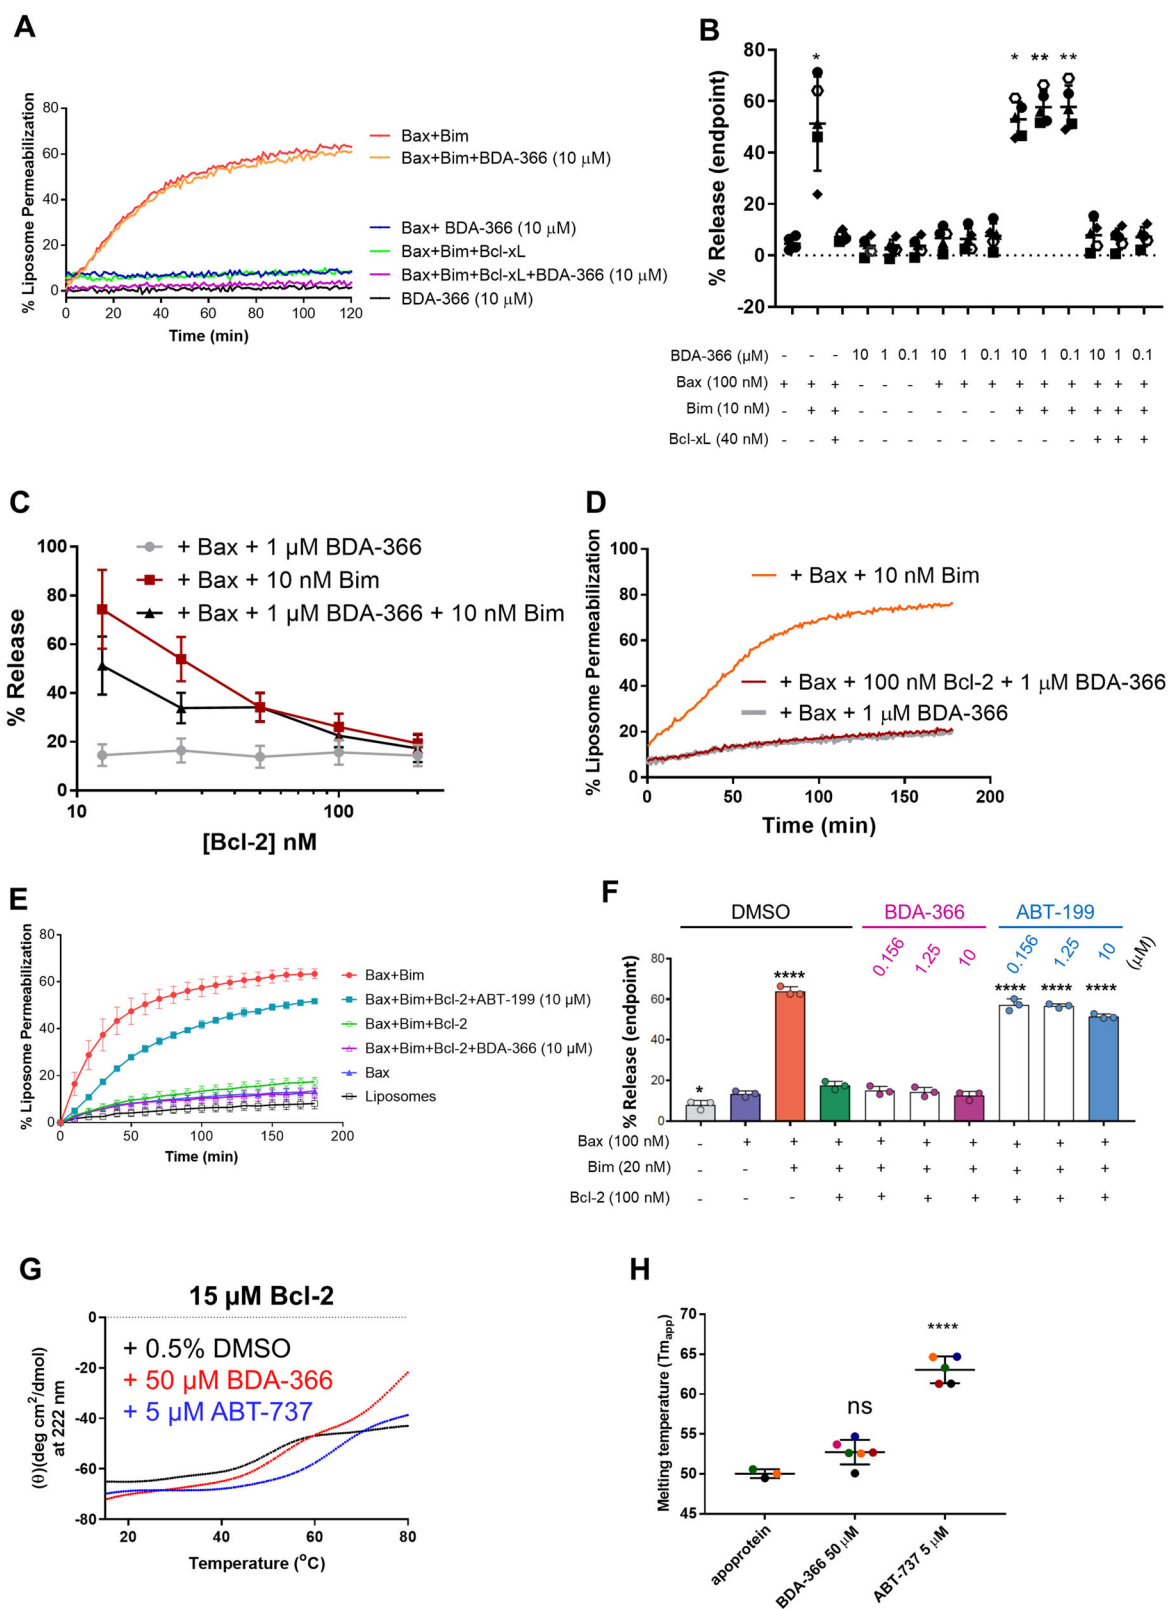 A
% Liposome Permeabilization
80
60
40
20
0
0 20 40 60 80 100 120
Time (min)
Bax+Bim
Bax+Bim+BDA-366 (10 µM)
Bax+ BDA-366 (10 µM)
Bax+Bim+Bcl-xL
Bax+Bim+Bcl-xL+BDA-366 (10 µM)
BDA-366 (10 µM)
B
% Release (endpoint)
80
60
40
20
0
-20
* * ** **
BDA-366 (µM) - - - 10 1 0.1 10 1 0.1 10 1 0.1 10 1 0.1
Bax (100 nM) + + + - - - + + + + + + + + +
Bim (10 nM) - + + - - - - - - + + + + + +
Bcl-xL (40 nM) - - + - - - - - - - - - + + +
C
% Release
100
80
60
40
20
0
10 100
[Bcl-2] nM
+ Bax + 1 µM BDA-366
+ Bax + 10 nM Bim
+ Bax + 1 µM BDA-366 + 10 nM Bim
D
% Liposome Permeabilization
100
80
60
40
20
0
0 50 100 150 200
Time (min)
+ Bax + 10 nM Bim
+ Bax + 100 nM Bcl-2 + 1 µM BDA-366
+ Bax + 1 µM BDA-366
E
% Liposome Permeabilization
80
60
40
20
0
0 50 100 150 200
Time (min)
Bax+Bim
Bax+Bim+Bcl-2+ABT-199 (10 µM)
Bax+Bim+Bcl-2
Bax+Bim+Bcl-2+BDA-366 (10 µM)
Bax
Liposomes
F
DMSO BDA-366 ABT-199
0.156 1.25 10 0.156 1.25 10 (µM)
% Release (endpoint)
80
60
40
20
0
* **** **** **** ****
Bax (100 nM) - + + + + + + + + +
Bim (20 nM) - - + + + + + + + +
Bcl-2 (100 nM) - - - + + + + + + +
G
15 µM Bcl-2
(θ)(deg cm²/dmol)
at 222 nm
0
-20
-40
-60
-80
20 40 60 80
Temperature (°C)
+ 0.5% DMSO
+ 50 µM BDA-366
+ 5 µM ABT-737
H
Melting temperature (Tmapp)
70
65
60
55
50
45
ns
****
apoprotein
BDA-366 50 µM
ABT-737 5 µM